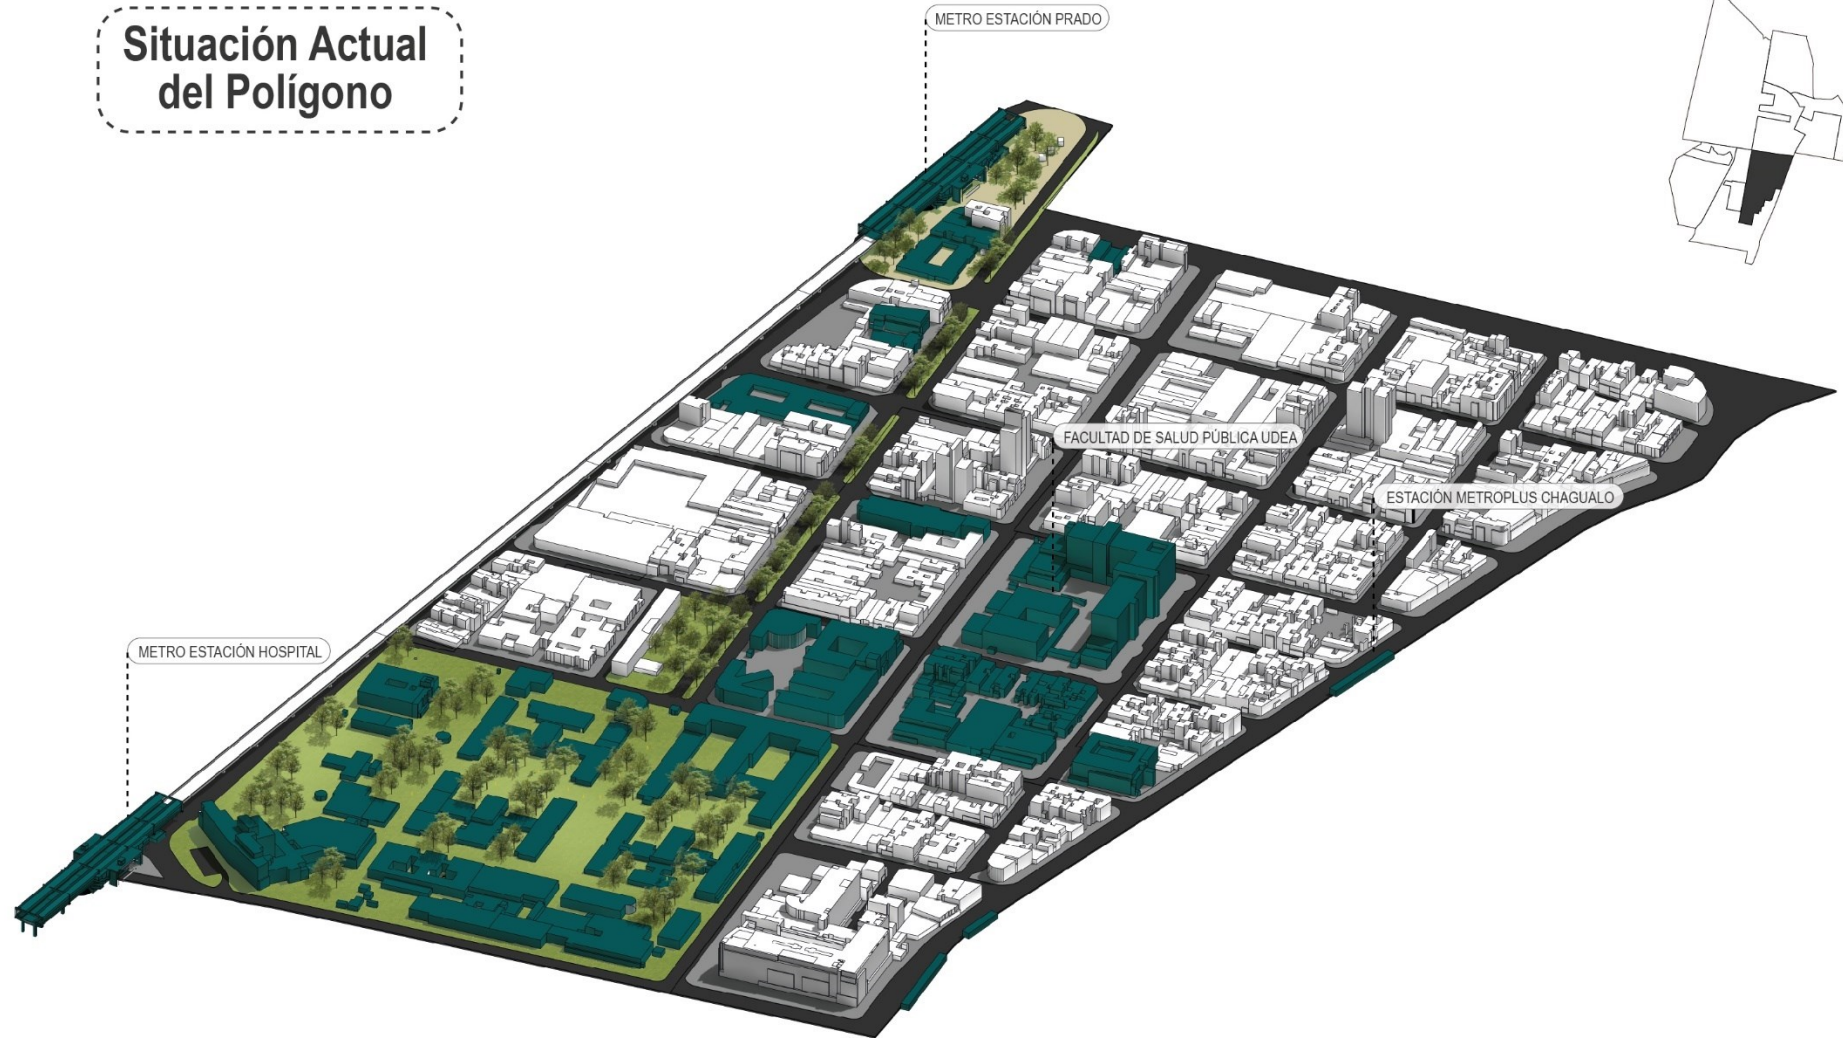 METRO ESTACIÓN PRADO
Situación Actual
del Polígono
FACULTAD DE SALUD PÚBLICA UDEA
ESTACIÓN METROPLUS CHAGUALO
METRO ESTACIÓN HOSPITAL